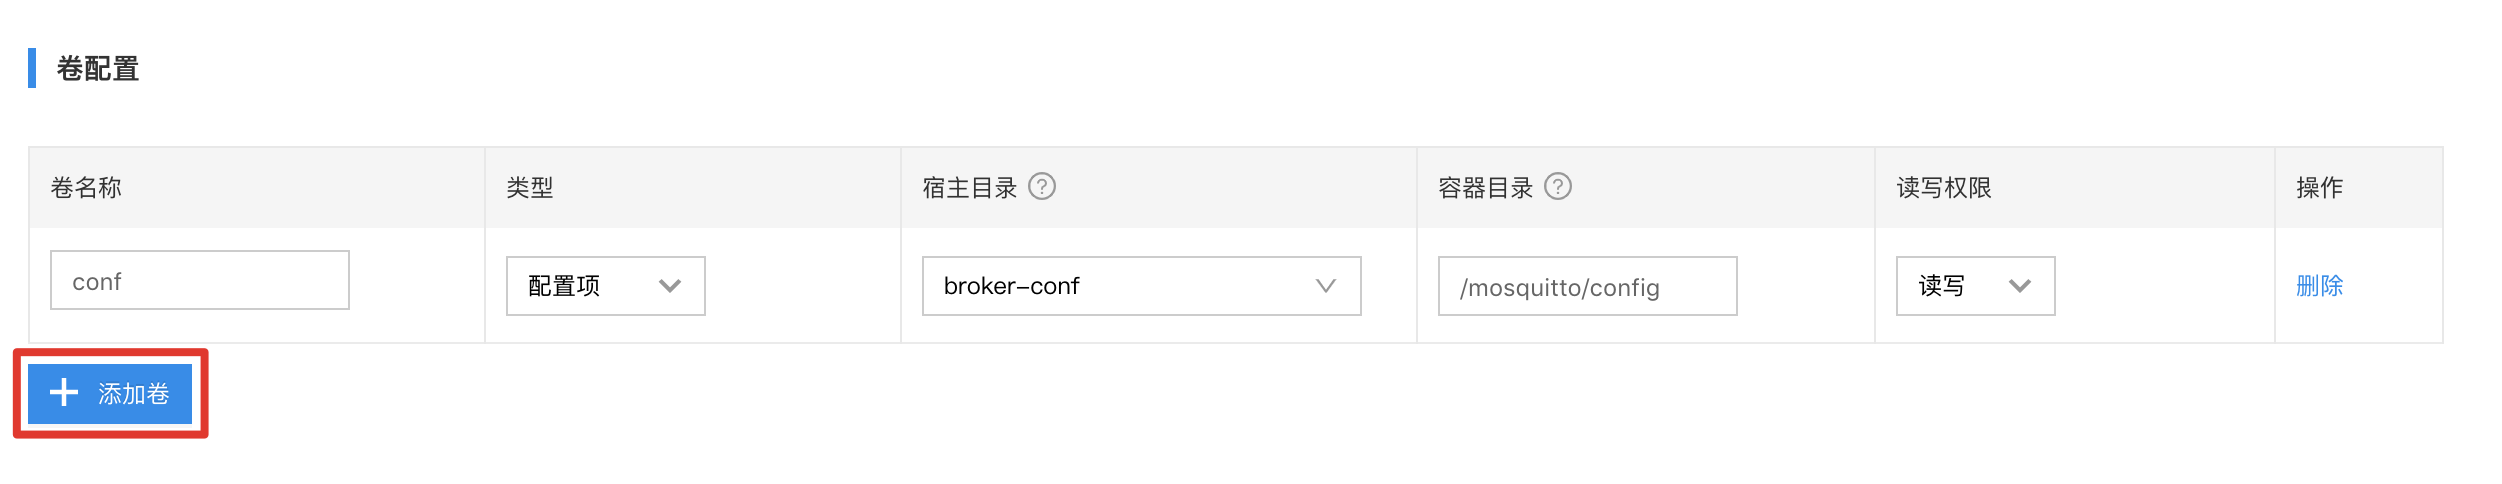 卷配置
卷名称 类型 宿主目录 ? 容器目录 ? 读写权限 操作
conf 配置项 broker-conf /mosquitto/config 读写 删除
添加卷